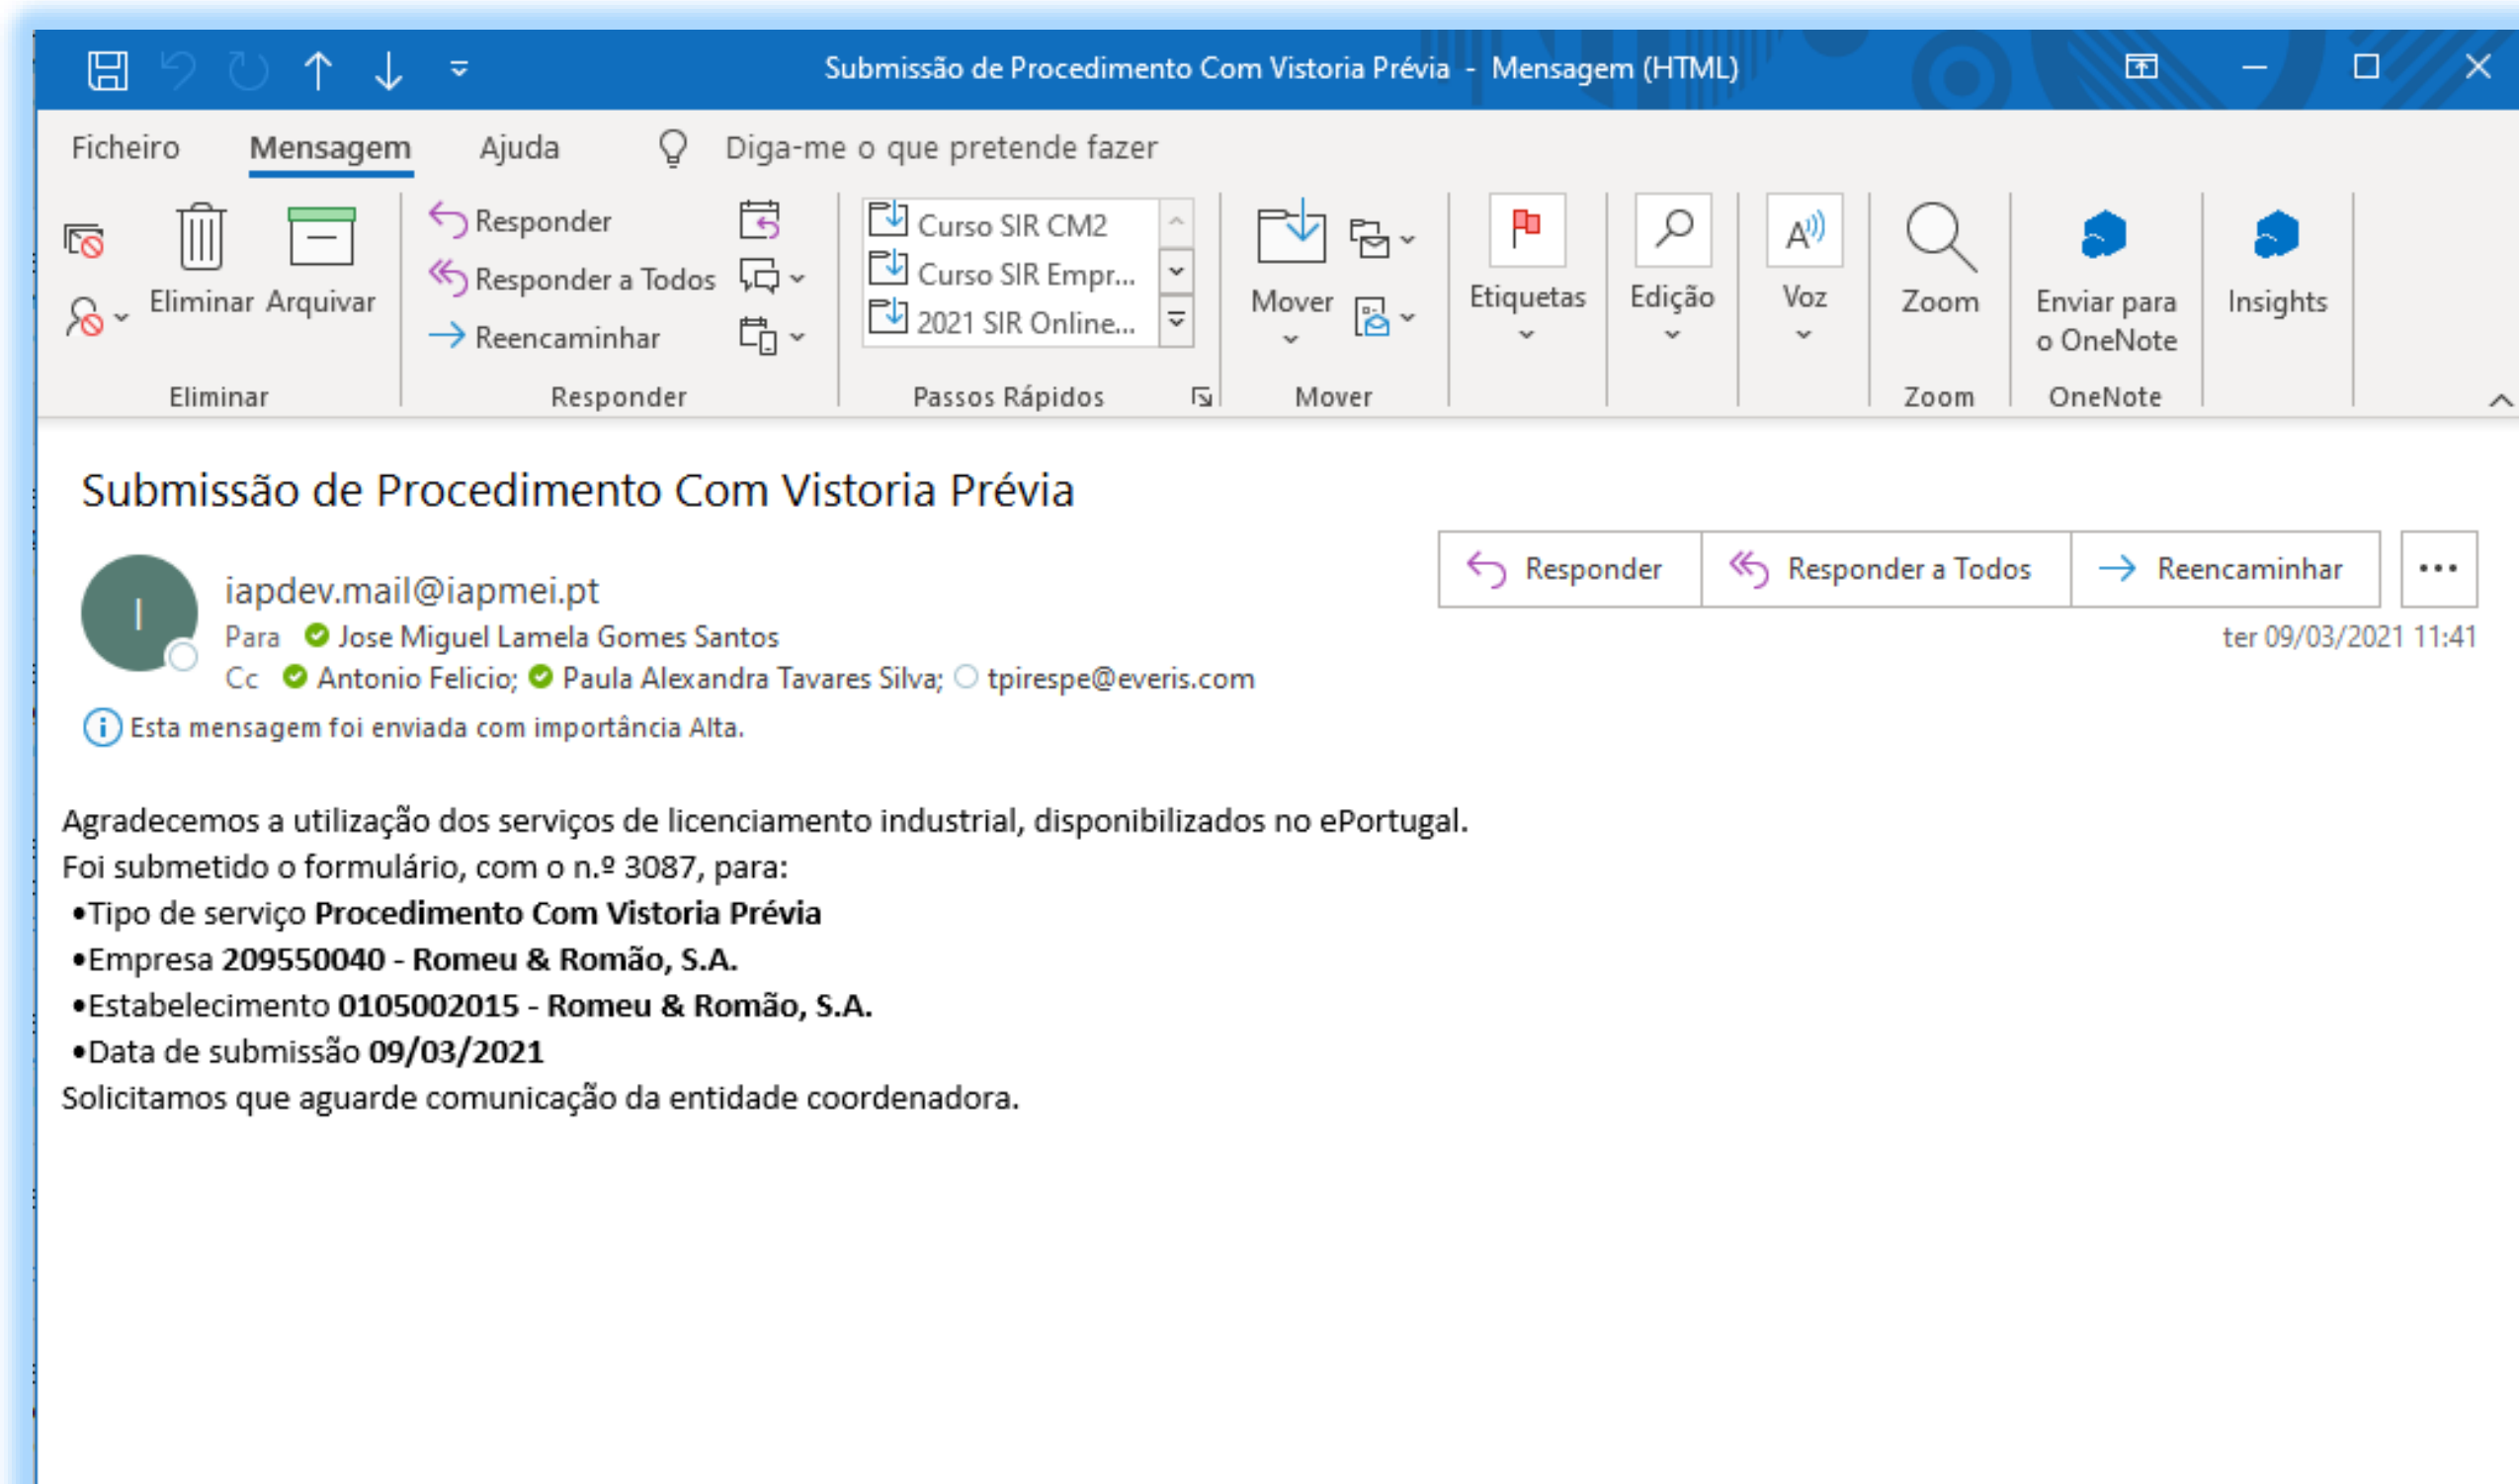 Submissão de Procedimento Com Vistoria Prévia - Mensagem (HTML)
Ficheiro Mensagem Ajuda Diga-me o que pretende fazer
Eliminar Arquivar
Eliminar
Responder
Responder a Todos
Reencaminhar
Responder
Curso SIR CM2
Curso SIR Empr...
2021 SIR Online...
Passos Rápidos
Mover
Mover
Etiquetas
Edição
Voz
Zoom
Zoom
Enviar para
o OneNote
OneNote
Insights
Submissão de Procedimento Com Vistoria Prévia
I
iapdev.mail@iapmei.pt
Responder Responder a Todos Reencaminhar ...
Para Jose Miguel Lamela Gomes Santos
ter 09/03/2021 11:41
Cc Antonio Felicio; Paula Alexandra Tavares Silva; tpirespe@everis.com
Esta mensagem foi enviada com importância Alta.
Agradecemos a utilização dos serviços de licenciamento industrial, disponibilizados no ePortugal.
Foi submetido o formulário, com o n.º 3087, para:
•Tipo de serviço Procedimento Com Vistoria Prévia
•Empresa 209550040 - Romeu & Romão, S.A.
•Estabelecimento 0105002015 - Romeu & Romão, S.A.
•Data de submissão 09/03/2021
Solicitamos que aguarde comunicação da entidade coordenadora.